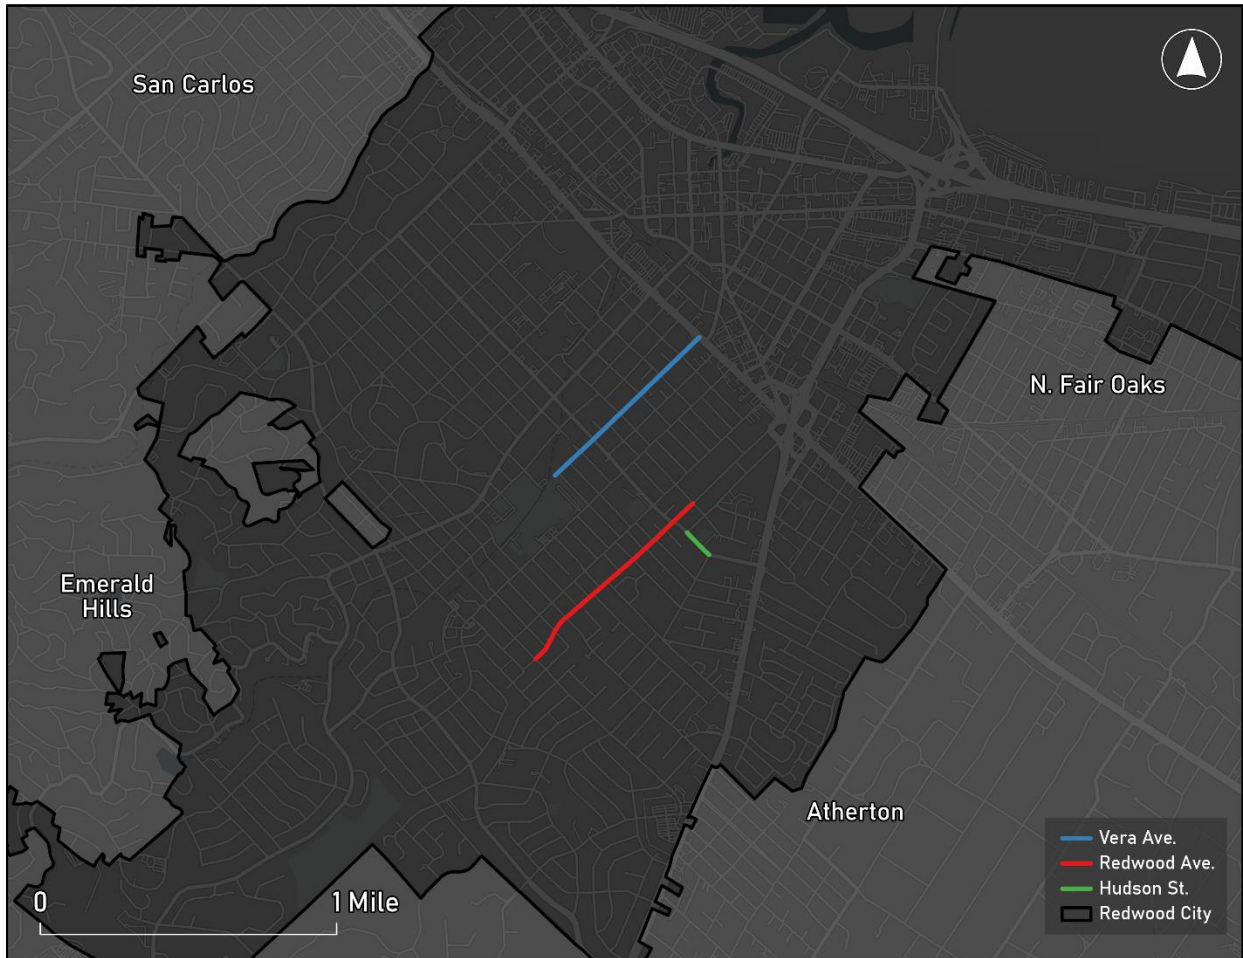 San Carlos
N. Fair Oaks
Emerald
Hills
Atherton
Vera Ave.
Redwood Ave.
Hudson St.
Redwood City
0
1 Mile